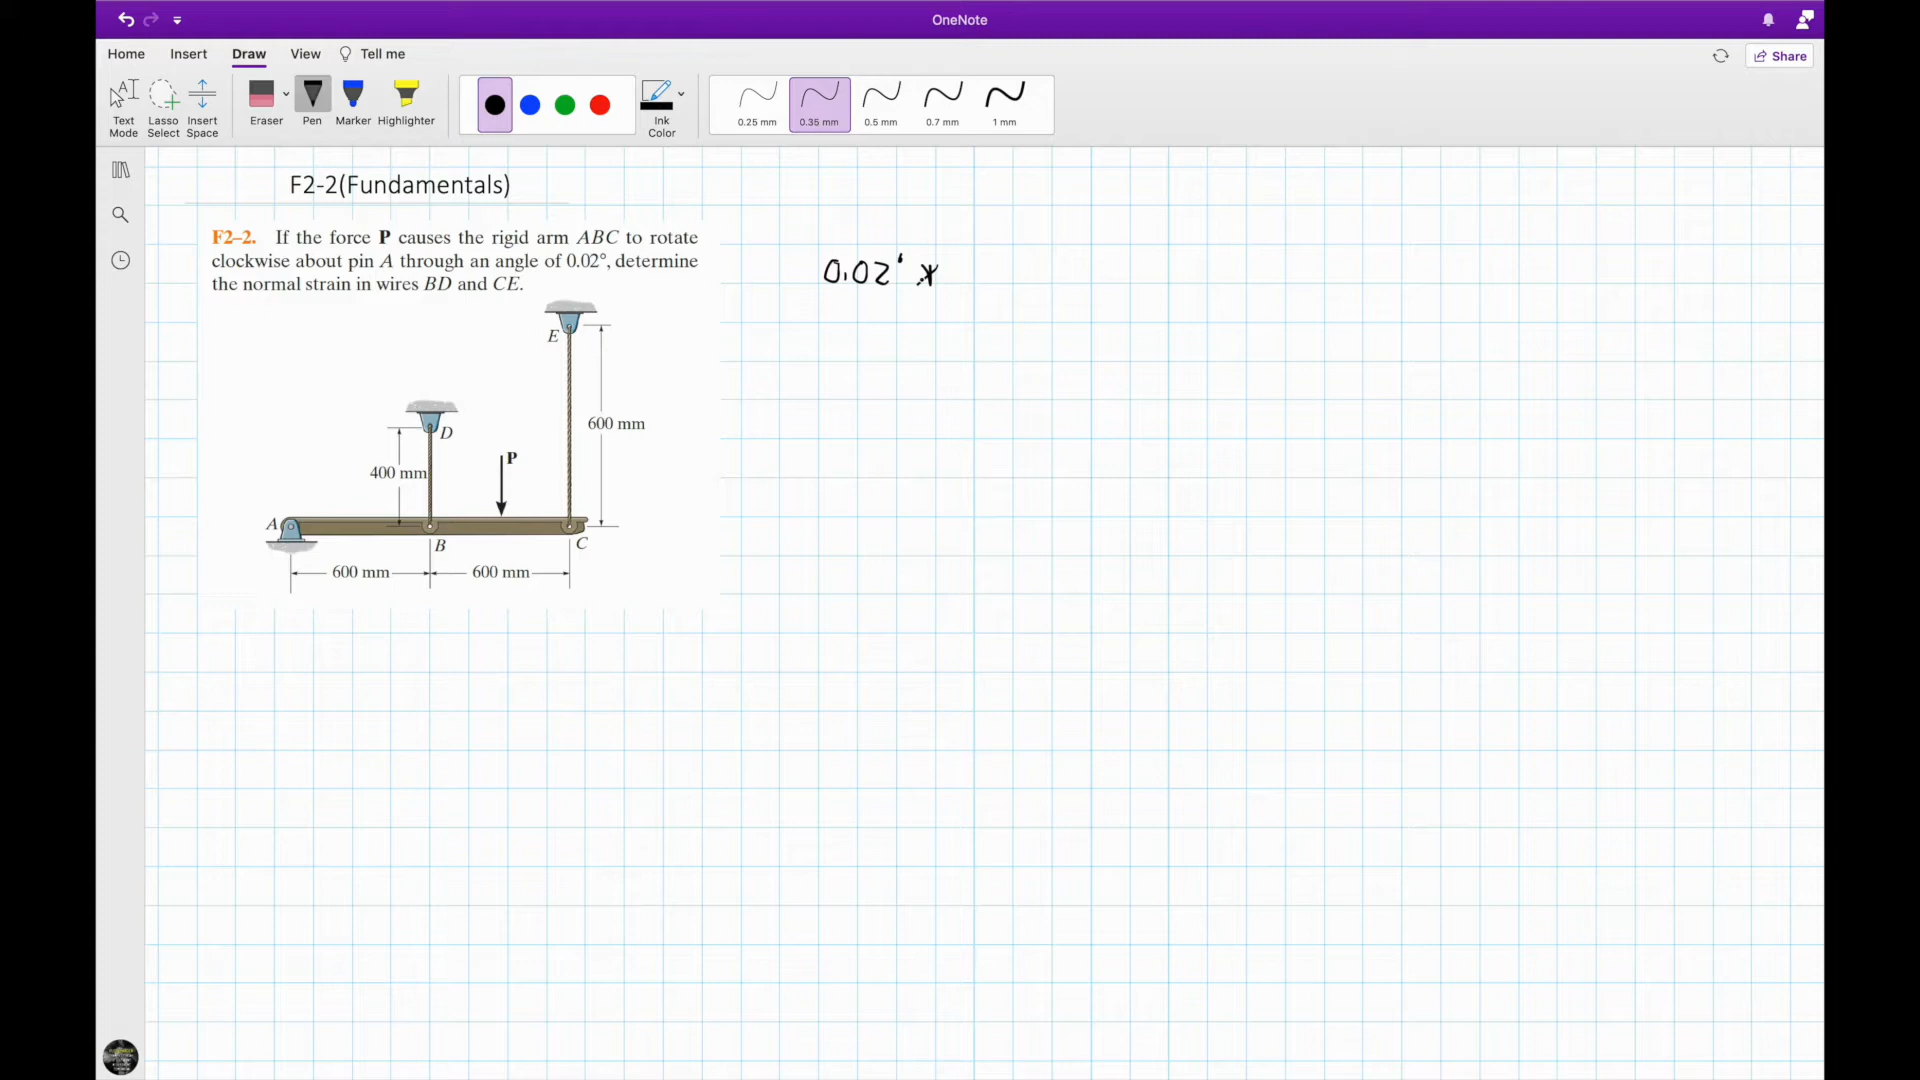 OneNote
Home Insert Draw View Tell me
Share
Text Mode
Lasso Select
Insert Space
Eraser
Pen
Marker
Highlighter
Ink Color
0.25 mm
0.35 mm
0.5 mm
0.7 mm
1 mm
F2-2(Fundamentals)
F2–2. If the force P causes the rigid arm ABC to rotate
clockwise about pin A through an angle of 0.02°, determine
the normal strain in wires BD and CE.
0.02° *
E
D
600 mm
P
400 mm
A
B
C
600 mm
600 mm